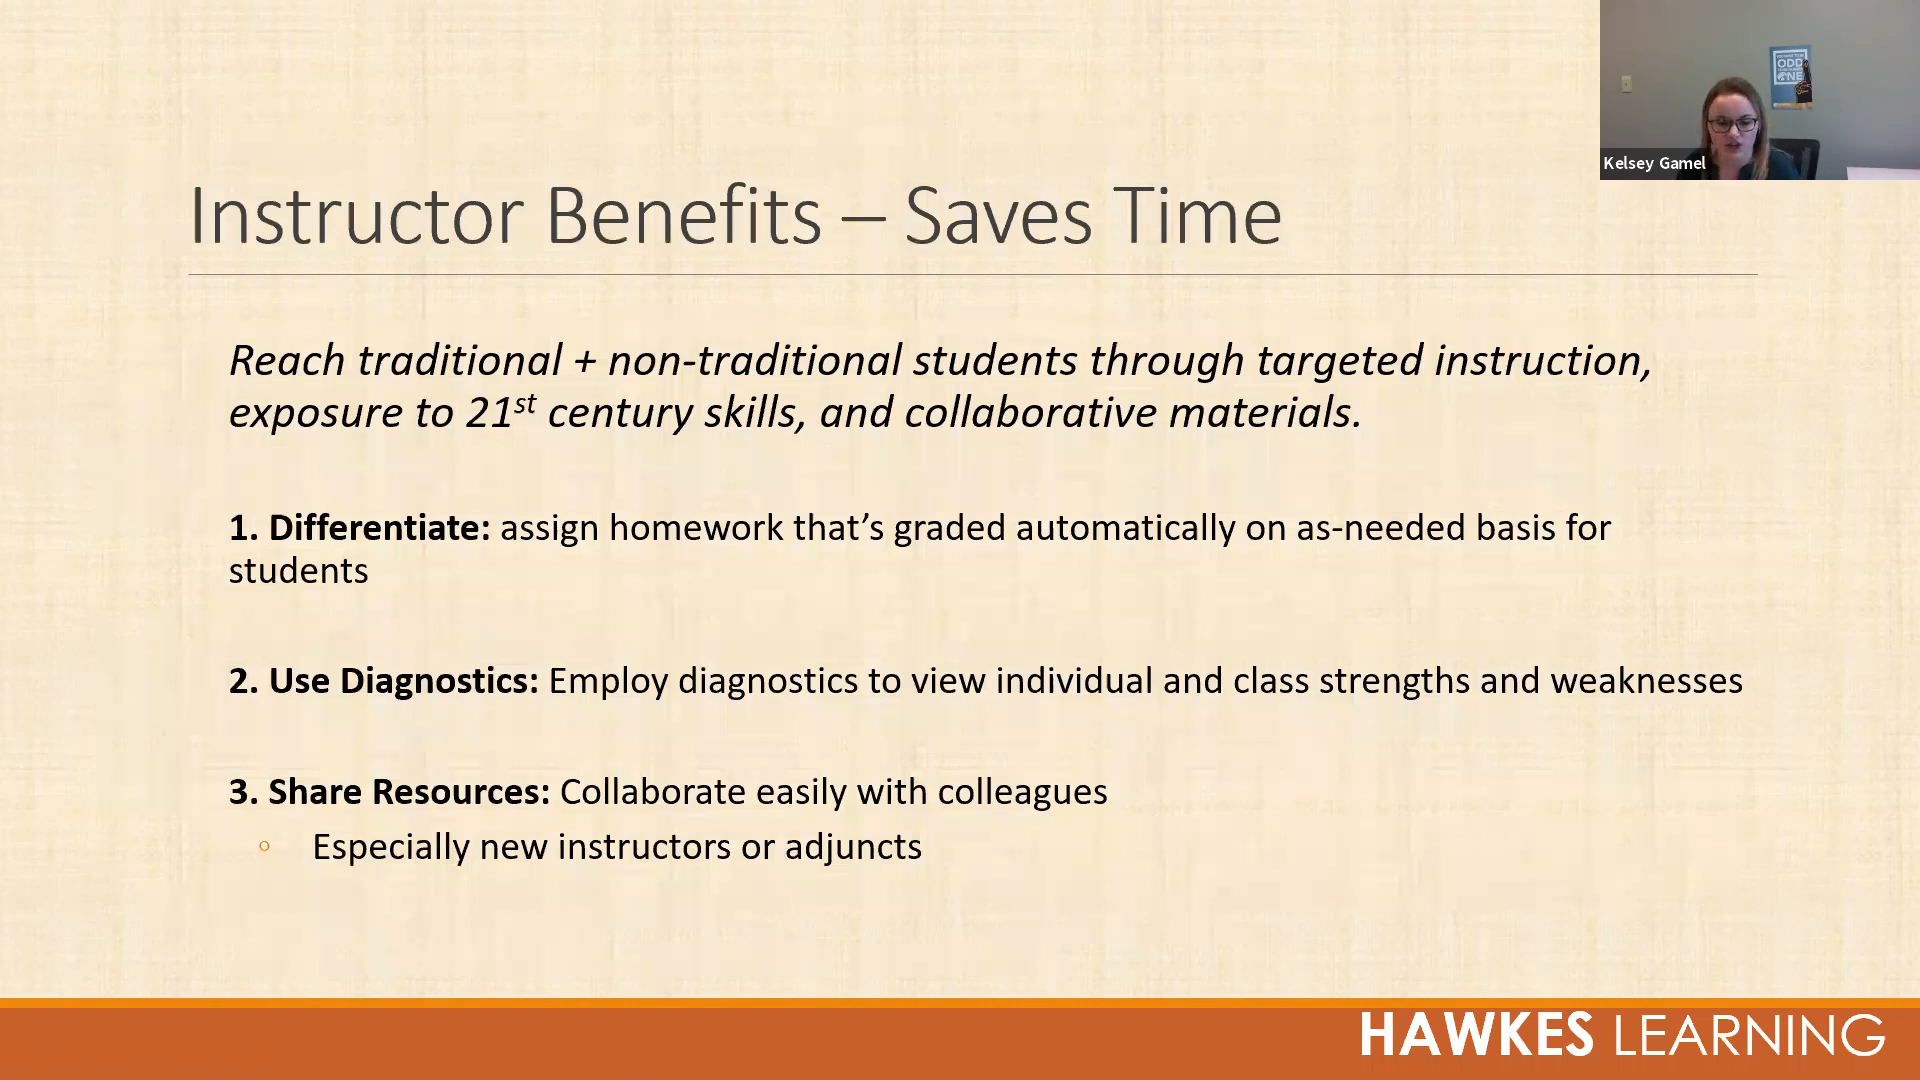 ODD
ONE
Kelsey Gamel
Instructor Benefits – Saves Time
Reach traditional + non-traditional students through targeted instruction,
exposure to 21st century skills, and collaborative materials.
1. Differentiate: assign homework that’s graded automatically on as-needed basis for
students
2. Use Diagnostics: Employ diagnostics to view individual and class strengths and weaknesses
3. Share Resources: Collaborate easily with colleagues
◦ Especially new instructors or adjuncts
HAWKES LEARNING